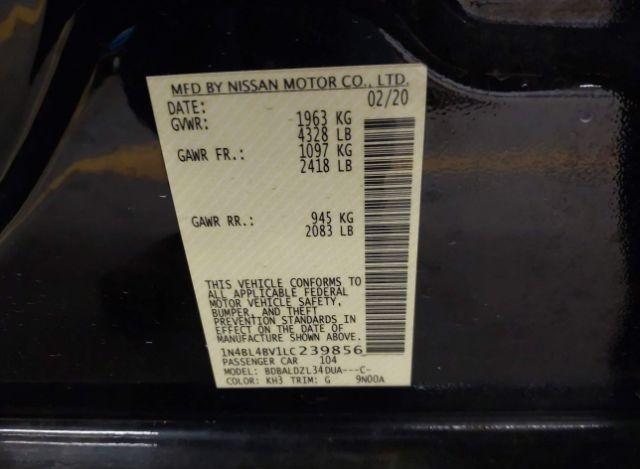 MFD BY NISSAN MOTOR CO., LTD.
DATE: 02/20
GVWR: 1963 KG
4328 LB
GAWR FR.: 1097 KG
2418 LB
GAWR RR.: 945 KG
2083 LB
THIS VEHICLE CONFORMS TO
ALL APPLICABLE FEDERAL
MOTOR VEHICLE SAFETY,
BUMPER, AND THEFT
PREVENTION STANDARDS IN
EFFECT ON THE DATE OF
MANUFACTURE SHOWN ABOVE.
1N4BL4BV1LC239856
PASSENGER CAR 104
MODEL: BDBALDZL34DUA---C-
COLOR: KH3 TRIM: G 9N00A